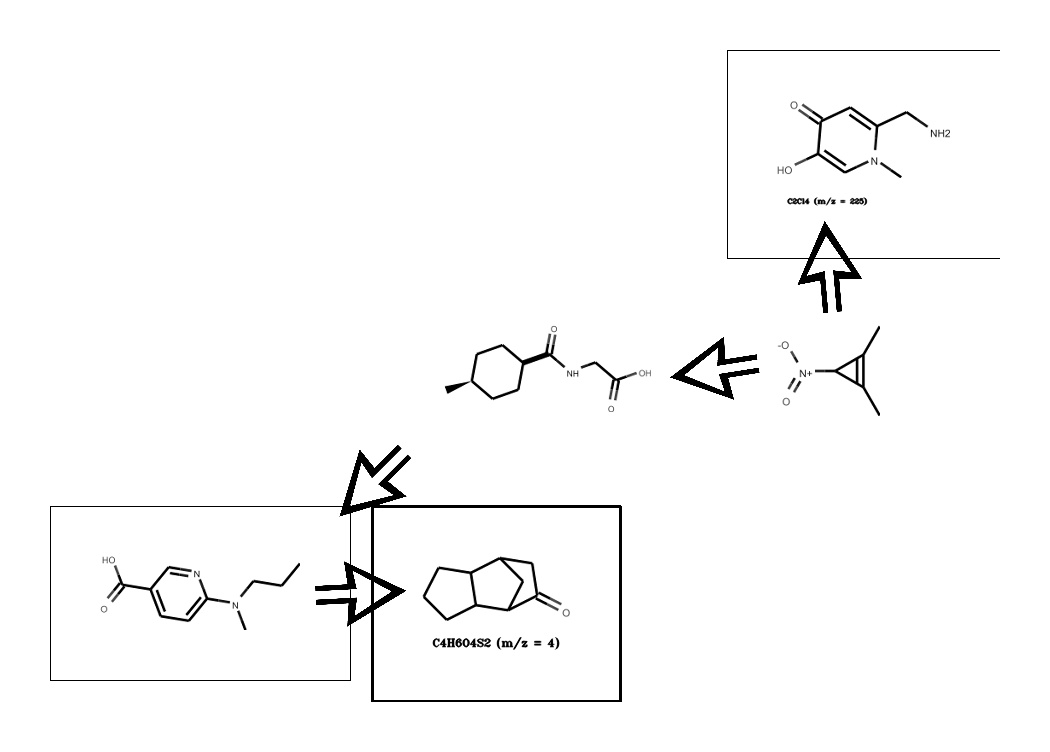 O
NH2
HO
N
C2Cl4 (m/z = 225)
O
NH
OH
O
-O
N+
O
HO
O
N
N
O
C4H6O4S2 (m/z = 4)